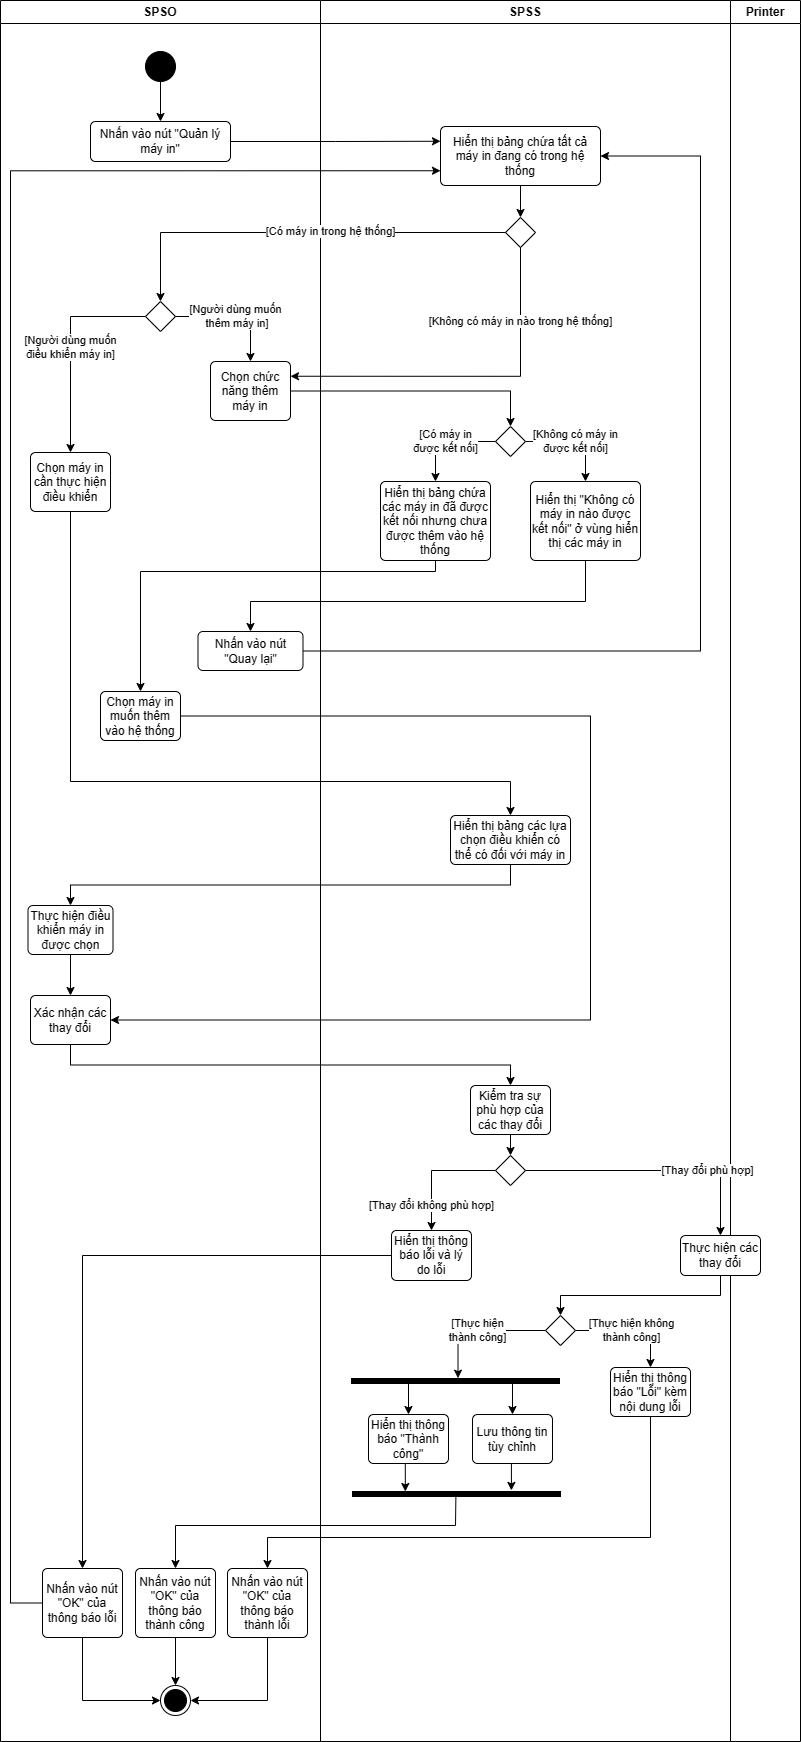 SPSO
SPSS
Printer
Nhấn vào nút "Quản lý
máy in"
Hiển thị bảng chứa tất cả
máy in đang có trong hệ
thống
[Có máy in trong hệ thống]
[Người dùng muốn
thêm máy in]
[Người dùng muốn
điều khiển máy in]
[Không có máy in nào trong hệ thống]
Chọn chức
năng thêm
máy in
[Có máy in
được kết nối]
[Không có máy in
được kết nối]
Chọn máy in
cần thực hiện
điều khiển
Hiển thị bảng chứa
các máy in đã được
kết nối nhưng chưa
được thêm vào hệ
thống
Hiển thị "Không có
máy in nào được
kết nối" ở vùng hiển
thị các máy in
Nhấn vào nút
"Quay lại"
Chọn máy in
muốn thêm
vào hệ thống
Hiển thị bảng các lựa
chọn điều khiển có
thể có đối với máy in
Thực hiện điều
khiển máy in
được chọn
Xác nhận các
thay đổi
Kiểm tra sự
phù hợp của
các thay đổi
[Thay đổi phù hợp]
[Thay đổi không phù hợp]
Hiển thị thông
báo lỗi và lý
do lỗi
Thực hiện các
thay đổi
[Thực hiện
thành công]
[Thực hiện không
thành công]
Hiển thị thông
báo "Lỗi" kèm
nội dung lỗi
Hiển thị thông
báo "Thành
công"
Lưu thông tin
tùy chỉnh
Nhấn vào nút
"OK" của
thông báo lỗi
Nhấn vào nút
"OK" của
thông báo
thành công
Nhấn vào nút
"OK" của
thông báo
thành lỗi